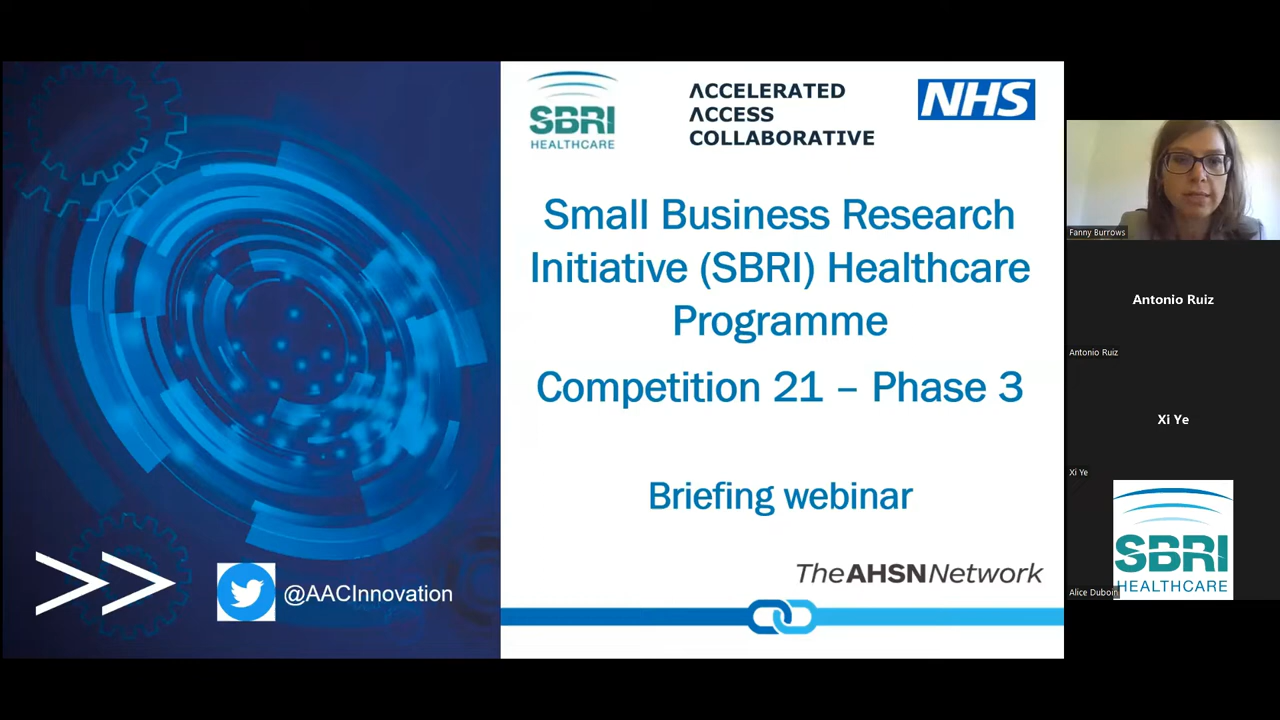 SBRI
HEALTHCARE
ACCELERATED
ACCESS
COLLABORATIVE
NHS
Small Business Research
Initiative (SBRI) Healthcare
Programme
Competition 21 – Phase 3
Briefing webinar
TheAHSNNetwork
@AACInnovation
Fanny Burrows
Antonio Ruiz
Antonio Ruiz
Xi Ye
Xi Ye
SBRI
HEALTHCARE
Alice Duboin